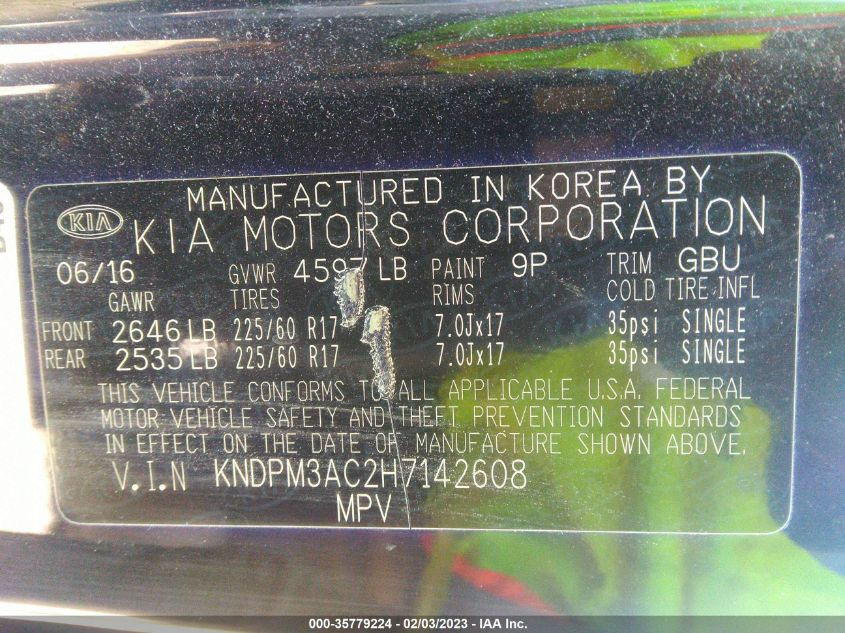 MANUFACTURED IN KOREA BY
KIA KIA MOTORS CORPORATION
06/16 GVWR 4597 LB PAINT 9P TRIM GBU
GAWR TIRES RIMS COLD TIRE INFL
FRONT 2646 LB 225/60 R17 7.0Jx17 35psi SINGLE
REAR 2535 LB 225/60 R17 7.0Jx17 35psi SINGLE
THIS VEHICLE CONFORMS TO ALL APPLICABLE U.S.A. FEDERAL
MOTOR VEHICLE SAFETY AND THEFT PREVENTION STANDARDS
IN EFFECT ON THE DATE OF MANUFACTURE SHOWN ABOVE.
V.I.N KNDPM3AC2H7142608
MPV
000-35779224 - 02/03/2023 - IAA Inc.